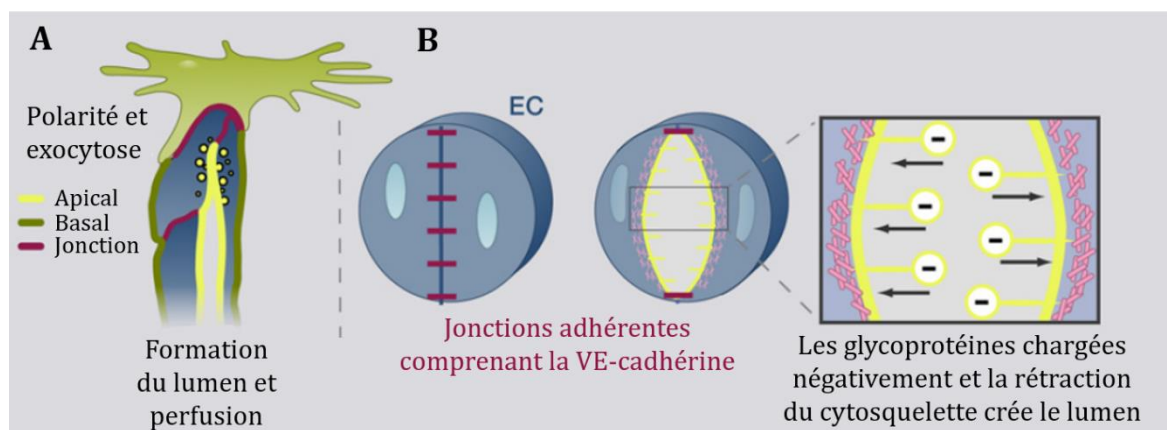 A
Polarité et
exocytose
Apical
Basal
Jonction
Formation
du lumen et
perfusion
B
EC
Jonctions adhérentes
comprenant la VE-cadhérine
Les glycoprotéines chargées
négativement et la rétraction
du cytosquelette crée le lumen